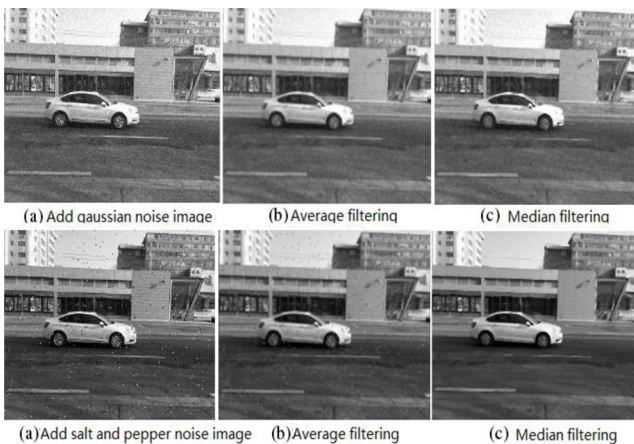 (a) Add gaussian noise image (b)Average filtering (c) Median filtering
(a)Add salt and pepper noise image (b)Average filtering (c) Median filtering